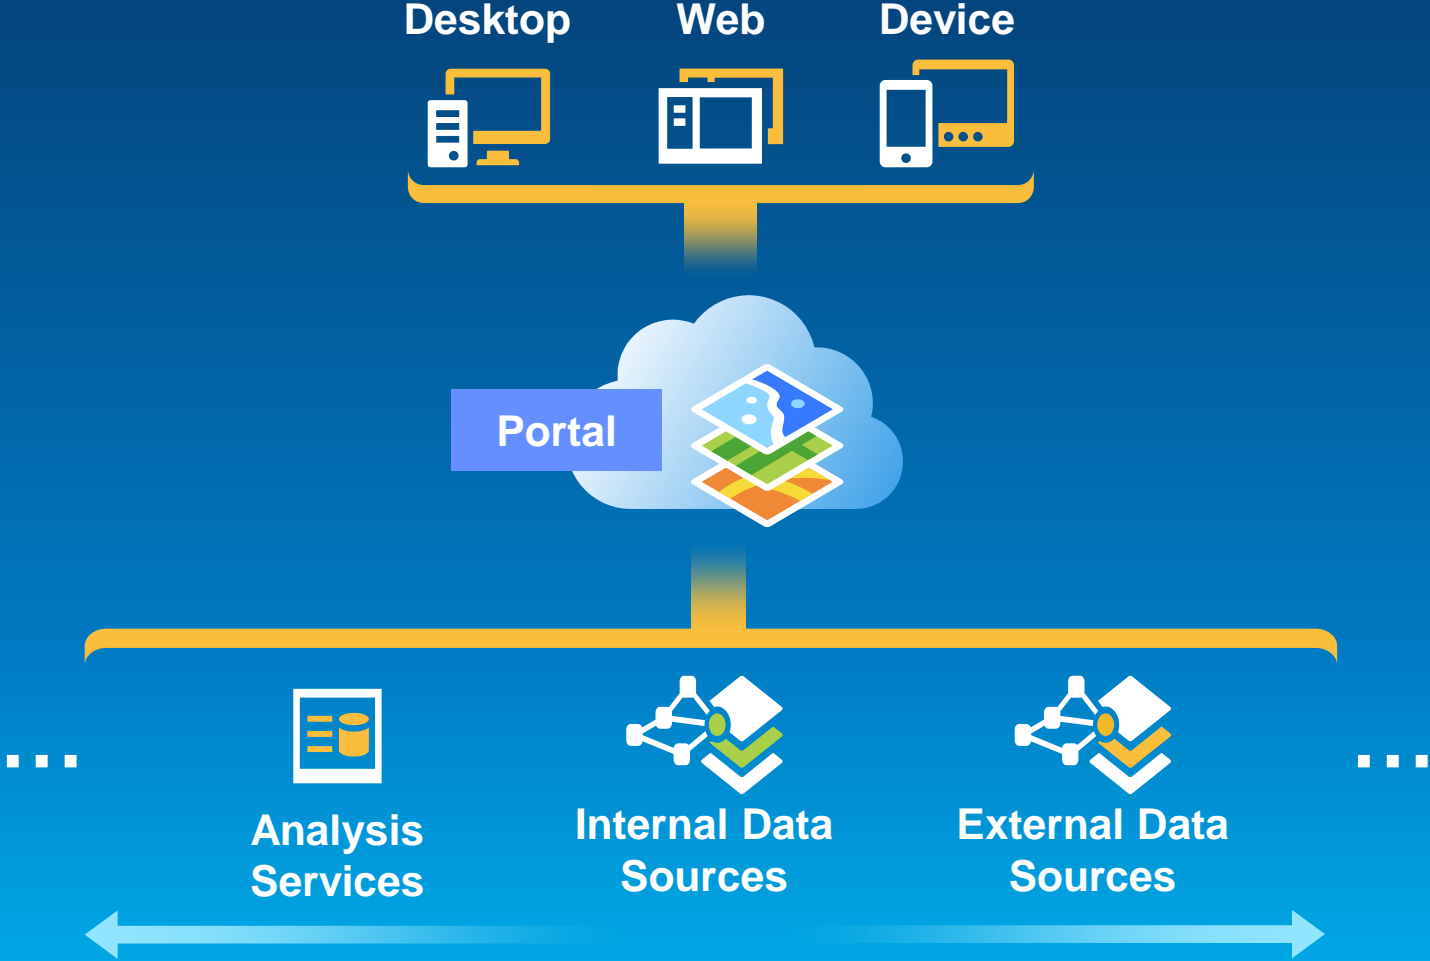 Desktop Web Device
Portal
... ...
Analysis
Services
Internal Data
Sources
External Data
Sources